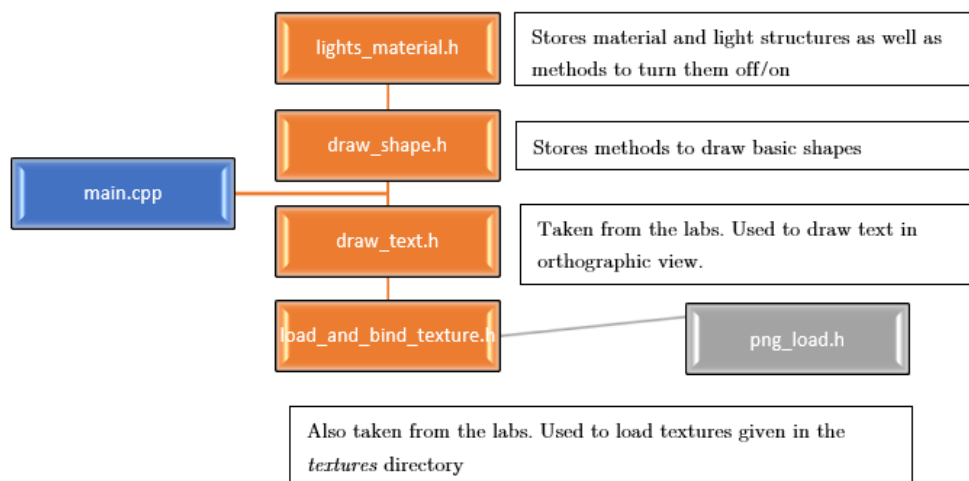 lights_material.h
Stores material and light structures as well as
methods to turn them off/on
draw_shape.h
Stores methods to draw basic shapes
main.cpp
draw_text.h
Taken from the labs. Used to draw text in
orthographic view.
load_and_bind_texture.h
png_load.h
Also taken from the labs. Used to load textures given in the
textures directory